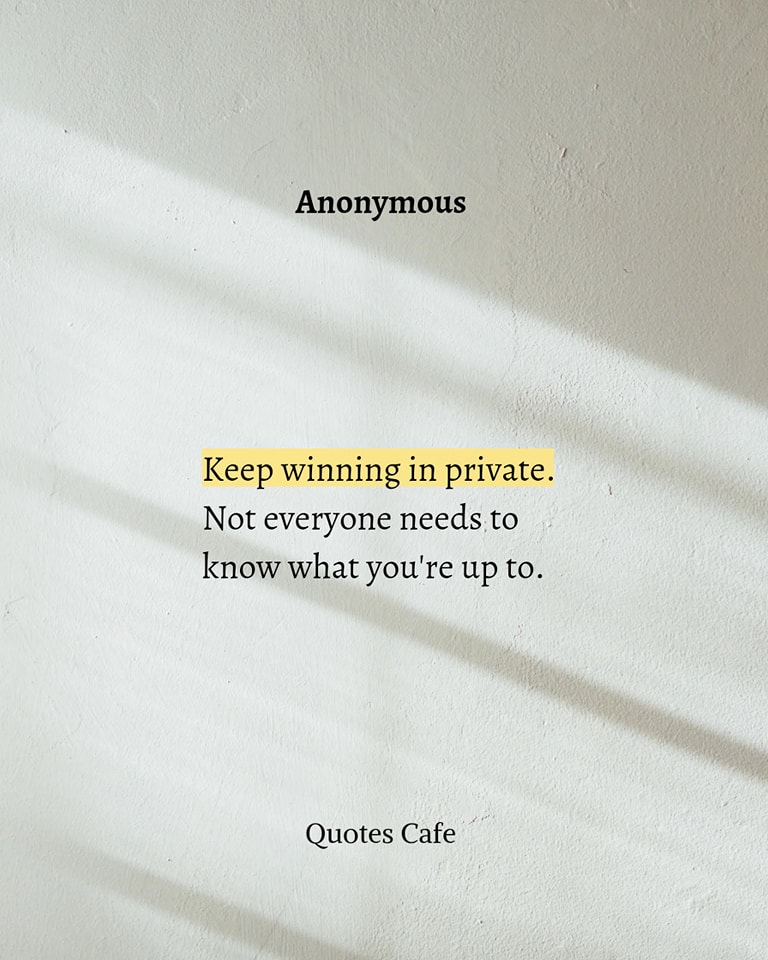 Anonymous
Keep winning in private.
Not everyone needs to
know what you're up to.
Quotes Cafe